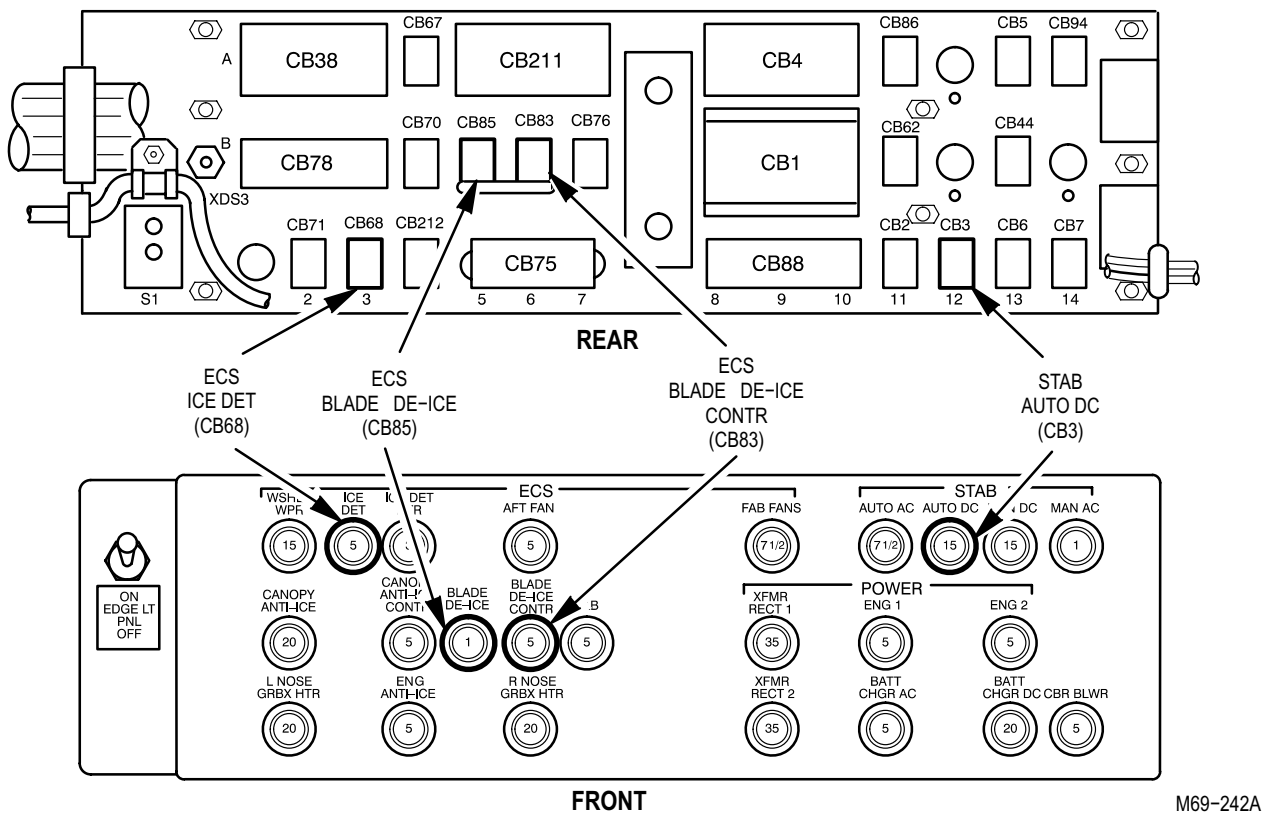 CB67
CB86
CB5
CB94
A
CB38
CB211
CB4
CB70
CB85
CB83
CB76
CB62
CB44
B
CB78
CB1
XDS3
CB71
CB68
CB212
CB2
CB3
CB6
CB7
CB75
CB88
S1
2
3
5
6
7
8
9
10
11
12
13
14
REAR
ECS
ICE DET
(CB68)
ECS
BLADE DE-ICE
(CB85)
ECS
BLADE DE-ICE
CONTR
(CB83)
STAB
AUTO DC
(CB3)
ECS
STAB
WPR
ICE
DET
DET
AFT FAN
FAB FANS
AUTO AC
AUTO DC
DC
MAN AC
15
5
5
7 1/2
7 1/2
15
15
1
ON
EDGE LT
PNL
OFF
POWER
CANOPY
ANTI-ICE
BLADE
DE-ICE
BLADE
DE-ICE
CONTR
XFMR
RECT 1
ENG 1
ENG 2
20
5
1
5
5
35
5
5
L NOSE
GRBX HTR
ENG
ANTI-ICE
R NOSE
GRBX HTR
XFMR
RECT 2
BATT
CHGR AC
BATT
CHGR DC
CBR BLWR
20
5
20
35
5
20
5
FRONT
M69-242A